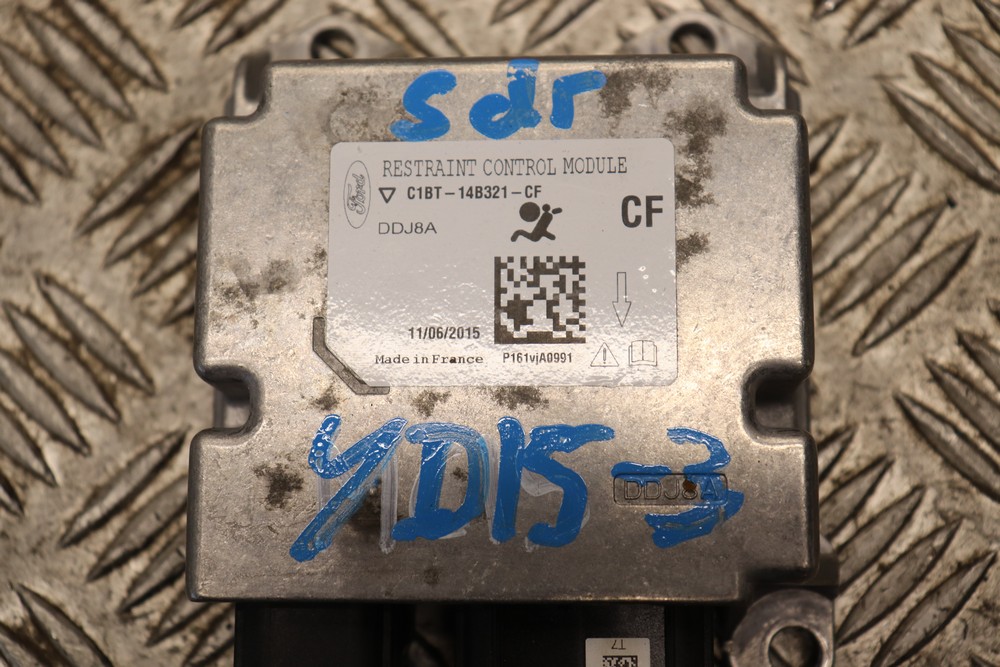 sdr
Ford
RESTRAINT CONTROL MODULE
C1BT-14B321-CF
CF
DDJ8A
11/06/2015
Made in France
P161vjA0991
YD15-3
DDJ8A